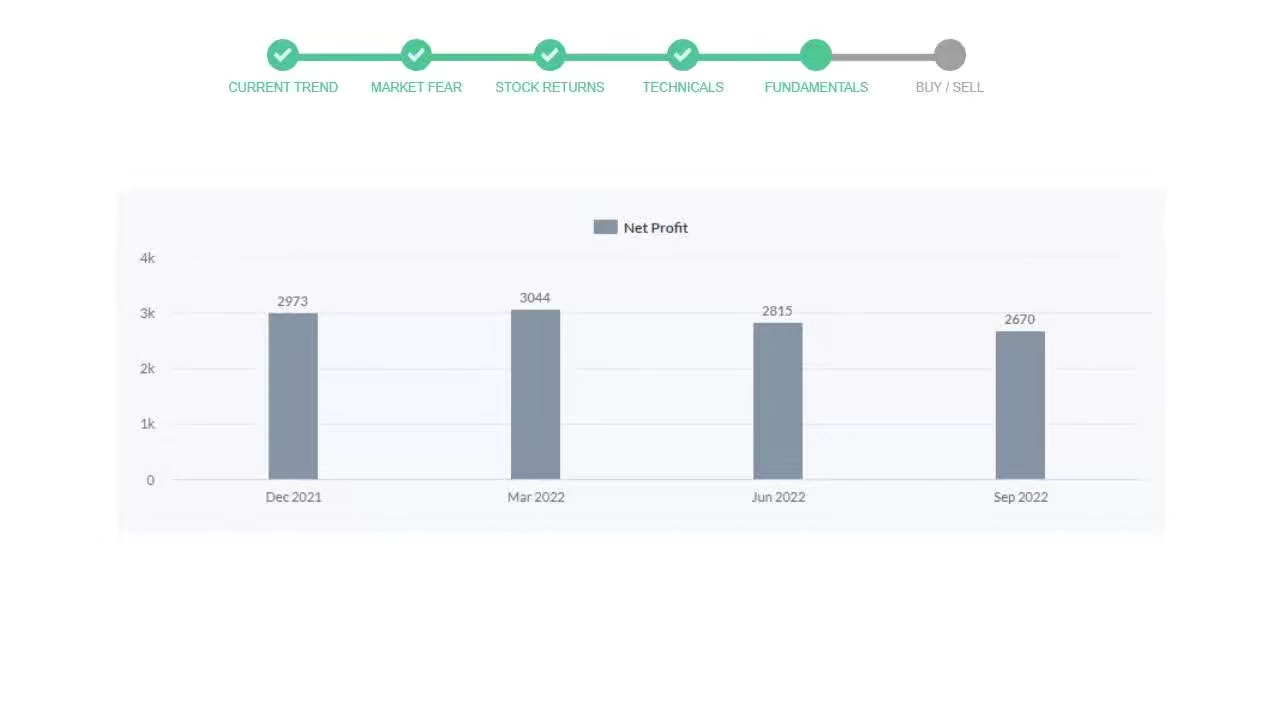 CURRENT TREND MARKET FEAR STOCK RETURNS TECHNICALS FUNDAMENTALS BUY / SELL
Net Profit
4k
3k
2k
1k
0
2973
3044
2815
2670
Dec 2021 Mar 2022 Jun 2022 Sep 2022